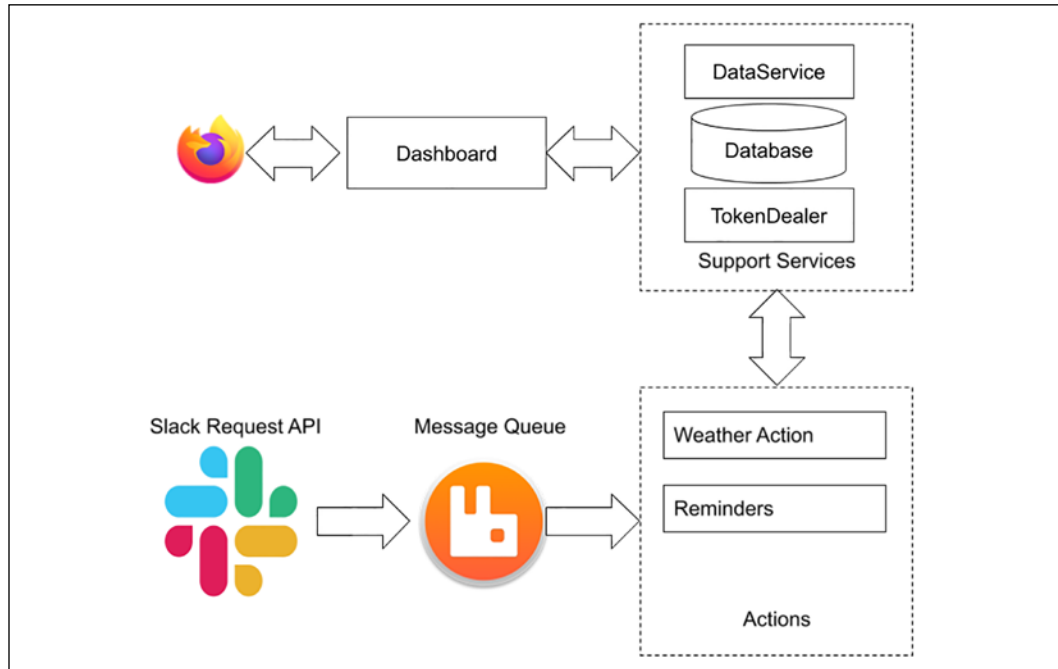 DataService
Dashboard
Database
TokenDealer
Support Services
Slack Request API
Message Queue
Weather Action
Reminders
Actions